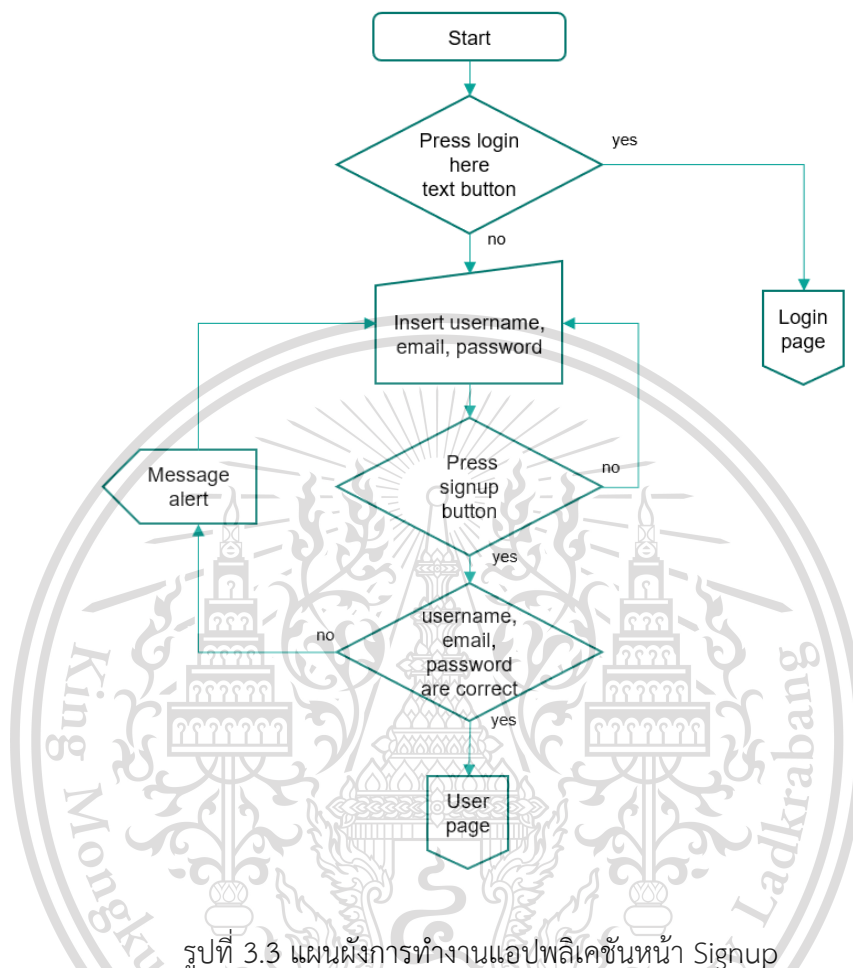 Start
Press login
here
text button
yes
no
Insert username,
email, password
Login
page
Message
alert
Press
signup
button
no
yes
username,
email,
password
are correct
no
yes
User
page
King
Mongku
Ladkrabang
รูปที่ 3.3 แผนผังการทำงานแอปพลิเคชันหน้า Signup